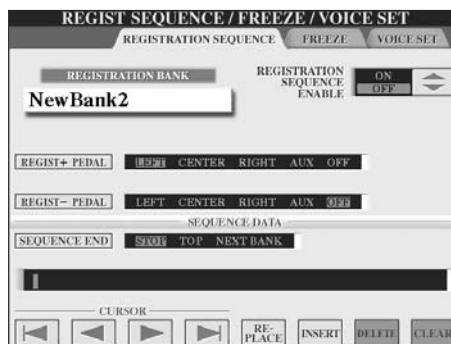 REGIST SEQUENCE / FREEZE / VOICE SET
REGISTRATION SEQUENCE FREEZE VOICE SET
REGISTRATION BANK
NewBank2
REGISTRATION
SEQUENCE
ENABLE
ON
OFF
REGIST+ PEDAL LEFT CENTER RIGHT AUX OFF
REGIST− PEDAL LEFT CENTER RIGHT AUX OFF
SEQUENCE DATA
SEQUENCE END STOP TOP NEXT BANK
CURSOR
RE-
PLACE
INSERT DELETE CLEAR